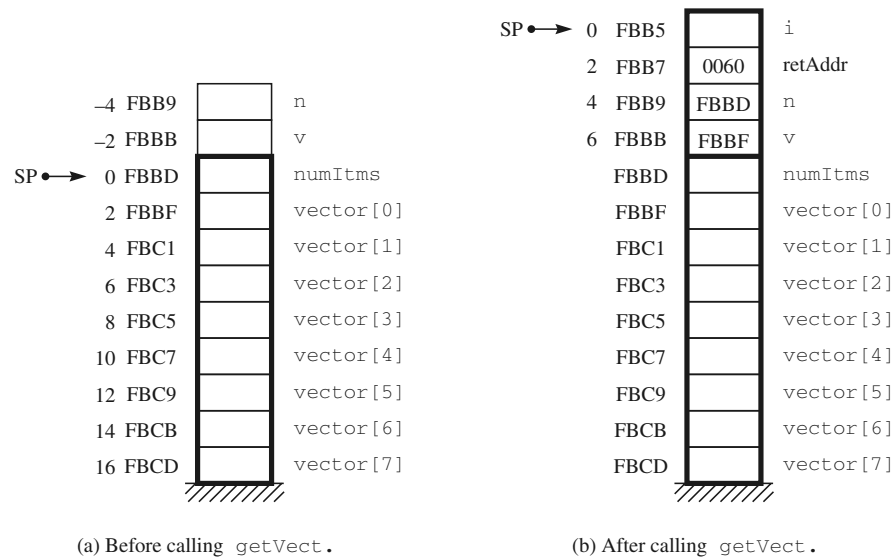 –4 FBB9 n
–2 FBBB v
SP 0 FBBD numItms
2 FBBF vector[0]
4 FBC1 vector[1]
6 FBC3 vector[2]
8 FBC5 vector[3]
10 FBC7 vector[4]
12 FBC9 vector[5]
14 FBCB vector[6]
16 FBCD vector[7]
(a) Before calling getVect.
SP 0 FBB5 i
2 FBB7 0060 retAddr
4 FBB9 FBBD n
6 FBBB FBBF v
FBBD numItms
FBBF vector[0]
FBC1 vector[1]
FBC3 vector[2]
FBC5 vector[3]
FBC7 vector[4]
FBC9 vector[5]
FBCB vector[6]
FBCD vector[7]
(b) After calling getVect.